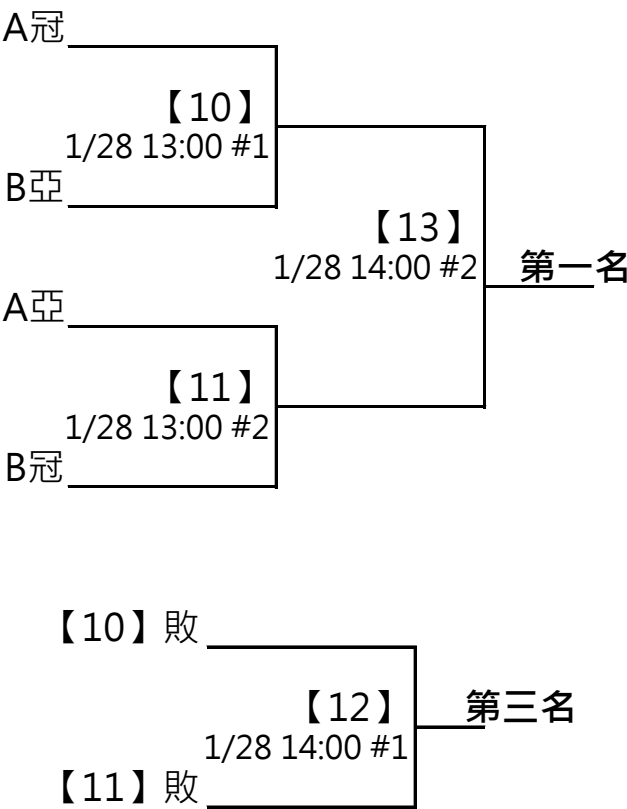 A冠
【10】
1/28 13:00 #1
B亞
【13】
1/28 14:00 #2
第一名
A亞
【11】
1/28 13:00 #2
B冠
【10】敗
【12】
1/28 14:00 #1
第三名
【11】敗